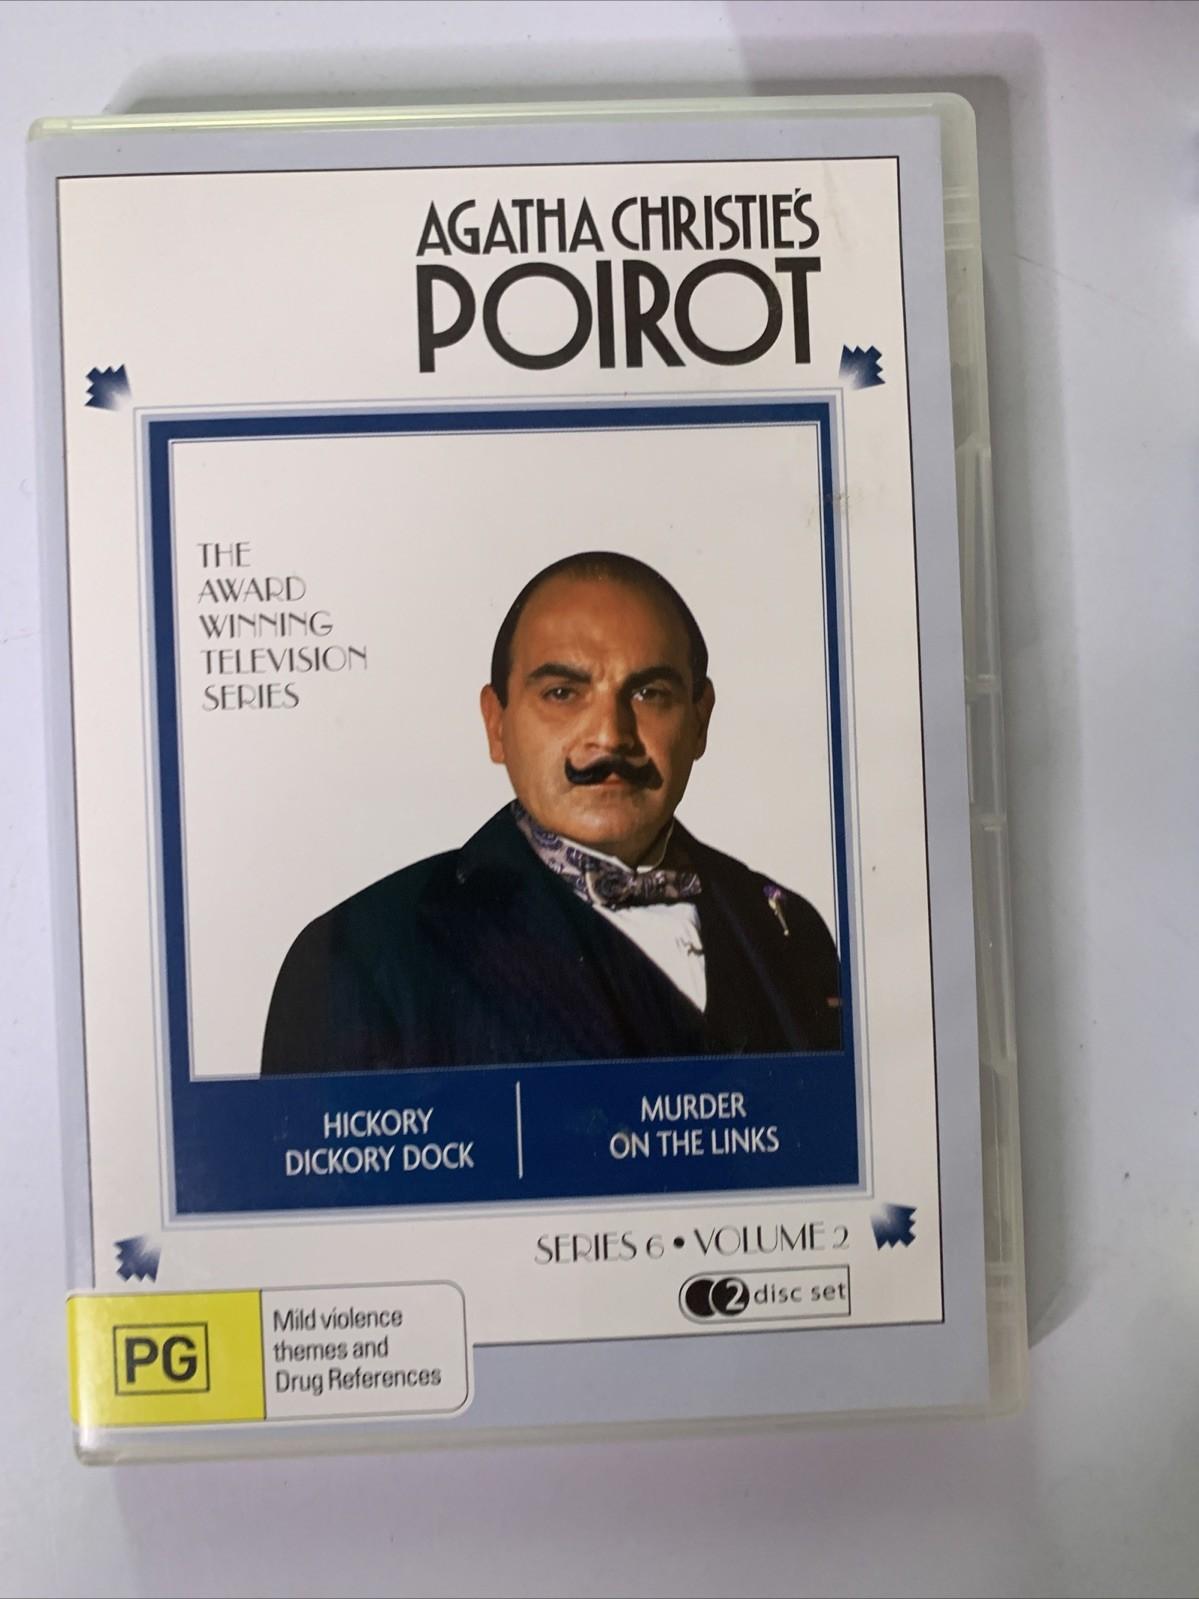 AGATHA CHRISTIE'S
POIROT
THE
AWARD
WINNING
TELEVISION
SERIES
HICKORY
DICKORY DOCK
MURDER
ON THE LINKS
SERIES 6 • VOLUME 2
2 disc set
PG
Mild violence
themes and
Drug References